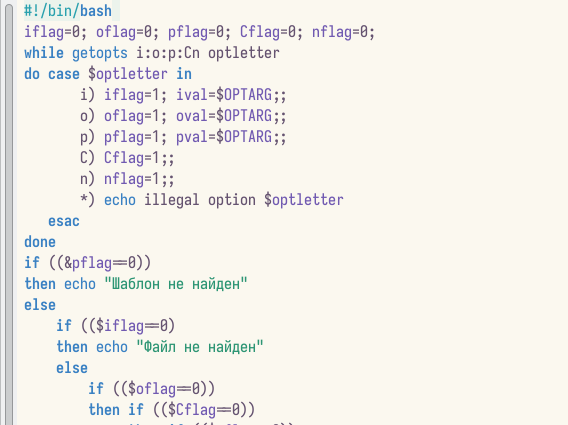 #!/bin/bash
iflag=0; oflag=0; pflag=0; Cflag=0; nflag=0;
while getopts i:o:p:Cn optletter
do case $optletter in
i) iflag=1; ival=$OPTARG;;
o) oflag=1; oval=$OPTARG;;
p) pflag=1; pval=$OPTARG;;
C) Cflag=1;;
n) nflag=1;;
*) echo illegal option $optletter
esac
done
if ((&pflag==0))
then echo "Шаблон не найден"
else
if (($iflag==0)
then echo "Файл не найден"
else
if (($oflag==0))
then if (($Cflag==0))